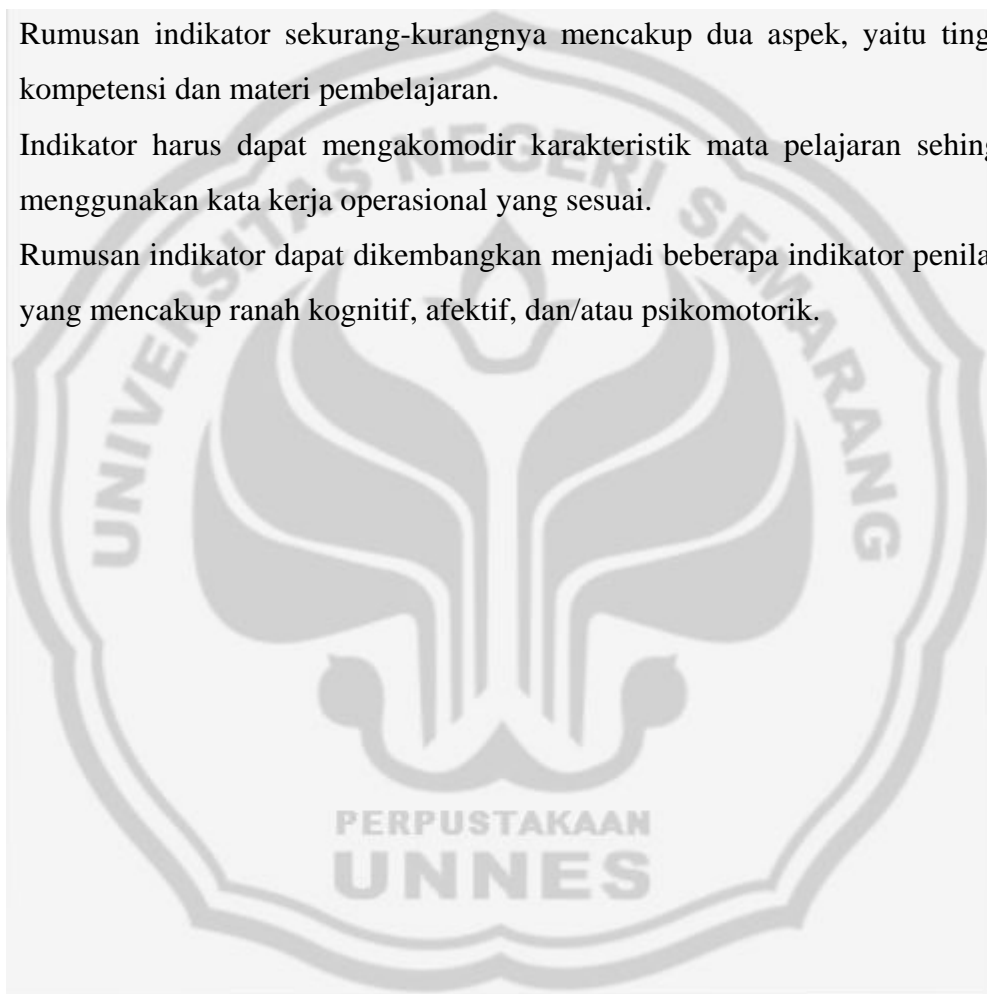 Rumusan indikator sekurang-kurangnya mencakup dua aspek, yaitu ting
kompetensi dan materi pembelajaran.
Indikator harus dapat mengakomodir karakteristik mata pelajaran sehing
menggunakan kata kerja operasional yang sesuai.
Rumusan indikator dapat dikembangkan menjadi beberapa indikator penila
yang mencakup ranah kognitif, afektif, dan/atau psikomotorik.
UNIVERSITAS NEGERI SEMARANG
PERPUSTAKAAN
UNNES